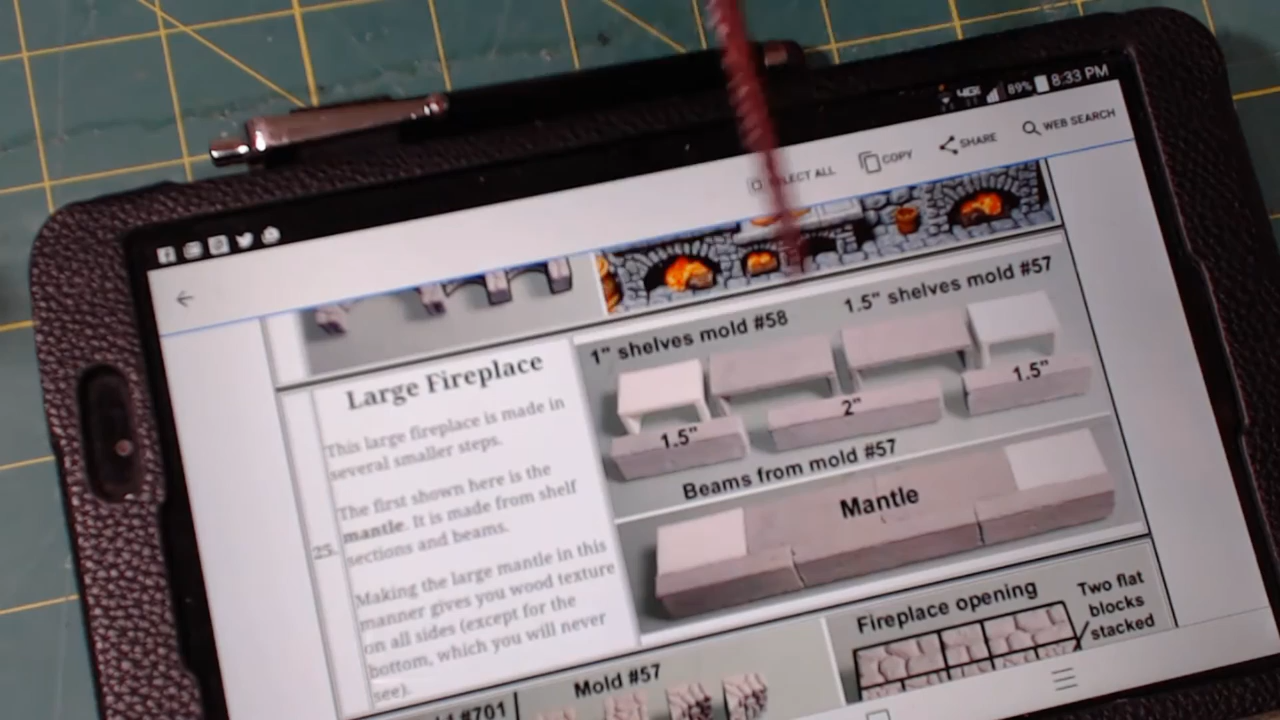 4G 89% 8:33 PM
COPY
SHARE
WEB SEARCH
Large Fireplace
This large fireplace is made in
several smaller steps.
The first shown here is the
mantle. It is made from shelf
sections and beams.
25.
Making the large mantle in this
manner gives you wood texture
on all sides (except for the
bottom, which you will never
see).
1" shelves mold #58
1.5" shelves mold #57
1.5"
2"
1.5"
Beams from mold #57
Mantle
Fireplace opening
Two flat
blocks
stacked
#701
Mold #57